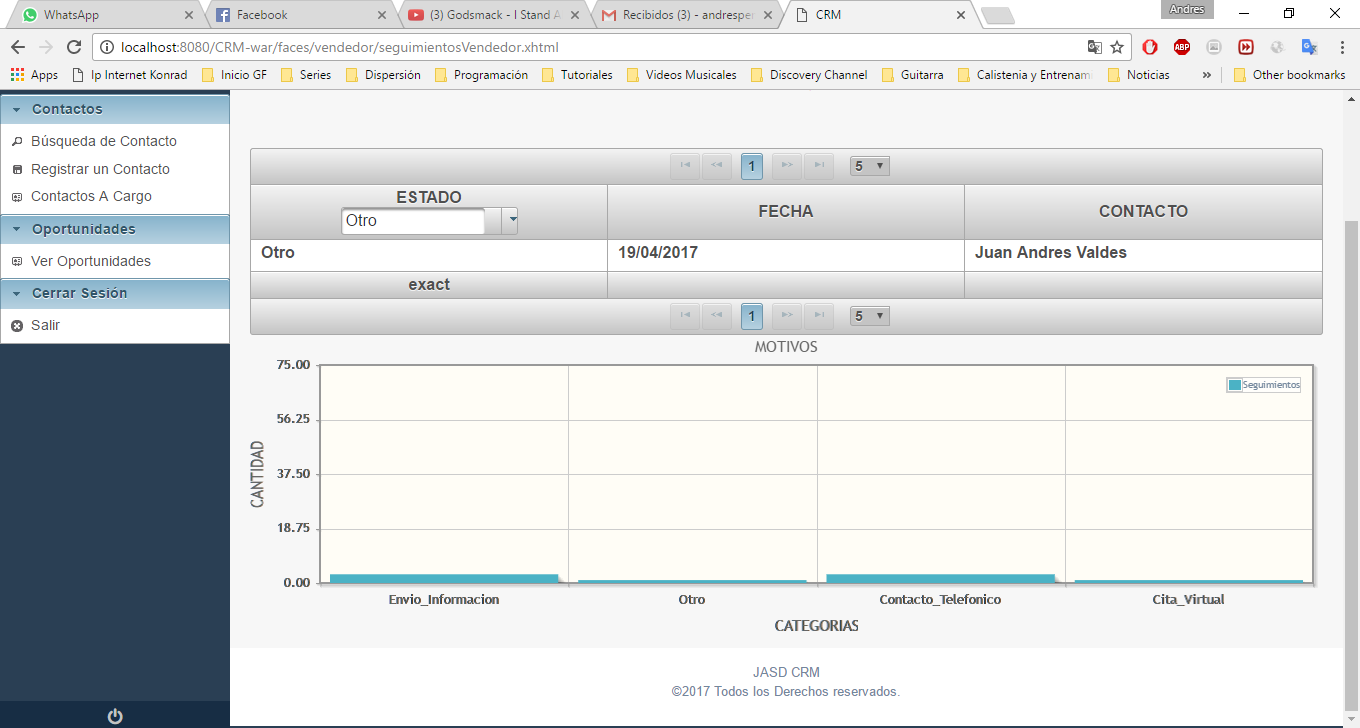 WhatsApp
Facebook
(3) Godsmack - I Stand A
Recibidos (3) - andresper
CRM
Andres
localhost:8080/CRM-war/faces/vendedor/seguimientosVendedor.xhtml
ABP
Apps
Ip Internet Konrad
Inicio GF
Series
Dispersión
Programación
Tutoriales
Videos Musicales
Discovery Channel
Guitarra
Calistenia y Entrenam
Noticias
»
Other bookmarks
Contactos
Búsqueda de Contacto
Registrar un Contacto
Contactos A Cargo
Oportunidades
Ver Oportunidades
Cerrar Sesión
Salir
1
5
ESTADO
Otro
FECHA
CONTACTO
Otro
19/04/2017
Juan Andres Valdes
exact
1
5
MOTIVOS
75.00
56.25
37.50
18.75
0.00
CANTIDAD
Seguimientos
Envio_Informacion
Otro
Contacto_Telefonico
Cita_Virtual
CATEGORIAS
JASD CRM
©2017 Todos los Derechos reservados.